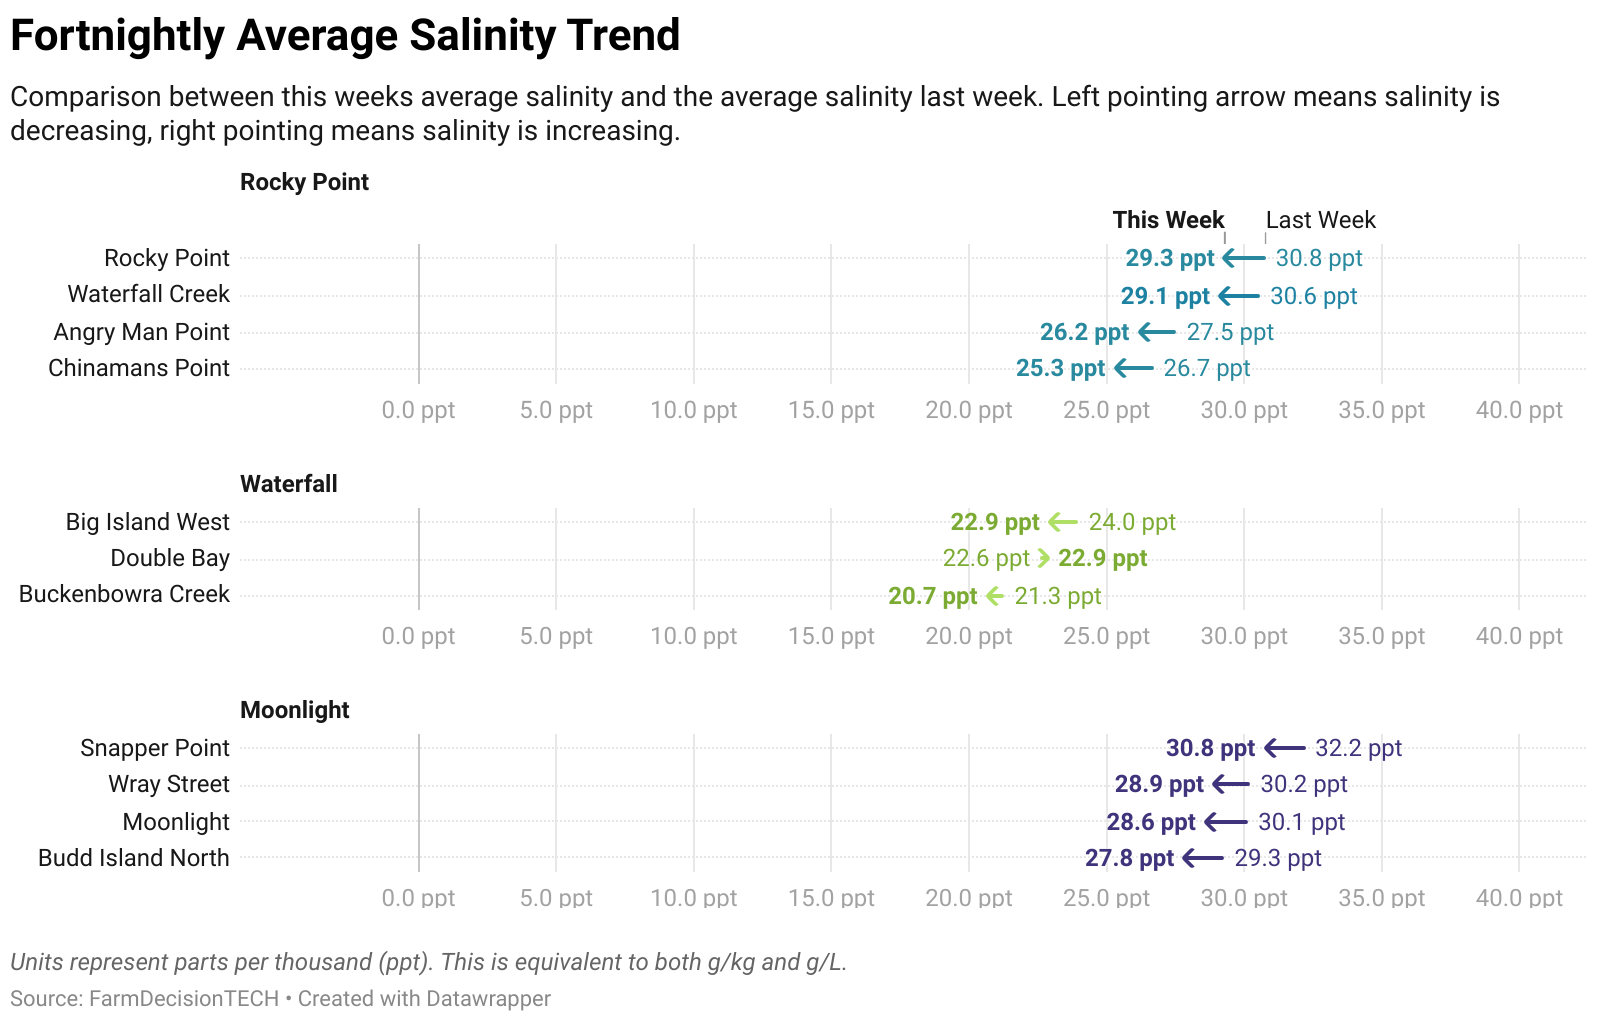 Fortnightly Average Salinity Trend
Comparison between this weeks average salinity and the average salinity last week. Left pointing arrow means salinity is
decreasing, right pointing means salinity is increasing.
Rocky Point
This Week Last Week
Rocky Point 29.3 ppt 30.8 ppt
Waterfall Creek 29.1 ppt 30.6 ppt
Angry Man Point 26.2 ppt 27.5 ppt
Chinamans Point 25.3 ppt 26.7 ppt
0.0 ppt 5.0 ppt 10.0 ppt 15.0 ppt 20.0 ppt 25.0 ppt 30.0 ppt 35.0 ppt 40.0 ppt
Waterfall
Big Island West 22.9 ppt 24.0 ppt
Double Bay 22.6 ppt 22.9 ppt
Buckenbowra Creek 20.7 ppt 21.3 ppt
0.0 ppt 5.0 ppt 10.0 ppt 15.0 ppt 20.0 ppt 25.0 ppt 30.0 ppt 35.0 ppt 40.0 ppt
Moonlight
Snapper Point 30.8 ppt 32.2 ppt
Wray Street 28.9 ppt 30.2 ppt
Moonlight 28.6 ppt 30.1 ppt
Budd Island North 27.8 ppt 29.3 ppt
0.0 ppt 5.0 ppt 10.0 ppt 15.0 ppt 20.0 ppt 25.0 ppt 30.0 ppt 35.0 ppt 40.0 ppt
Units represent parts per thousand (ppt). This is equivalent to both g/kg and g/L.
Source: FarmDecisionTECH • Created with Datawrapper